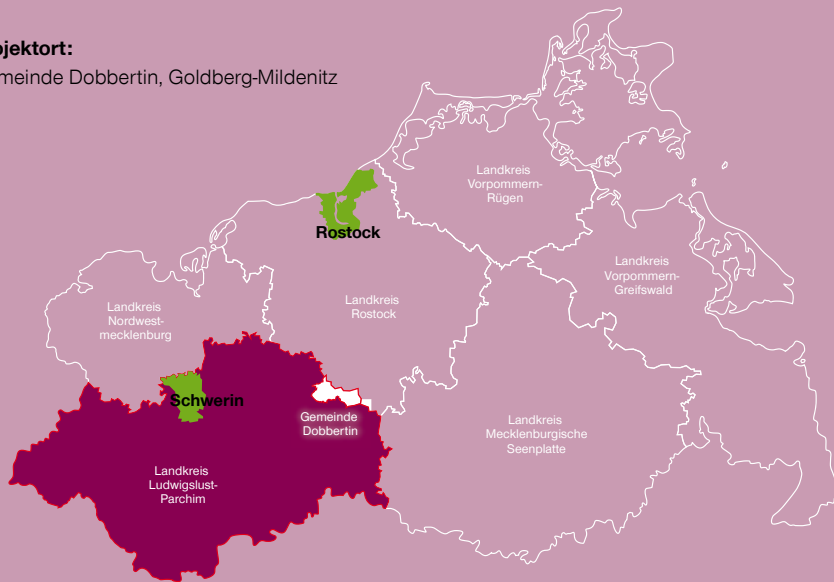 ojektort:
meinde Dobbertin, Goldberg-Mildenitz
Landkreis
Vorpommern-
Rügen
Rostock
Landkreis
Vorpommern-
Greifswald
Landkreis
Rostock
Landkreis
Nordwest-
mecklenburg
Schwerin
Gemeinde
Dobbertin
Landkreis
Mecklenburgische
Seenplatte
Landkreis
Ludwigslust-
Parchim